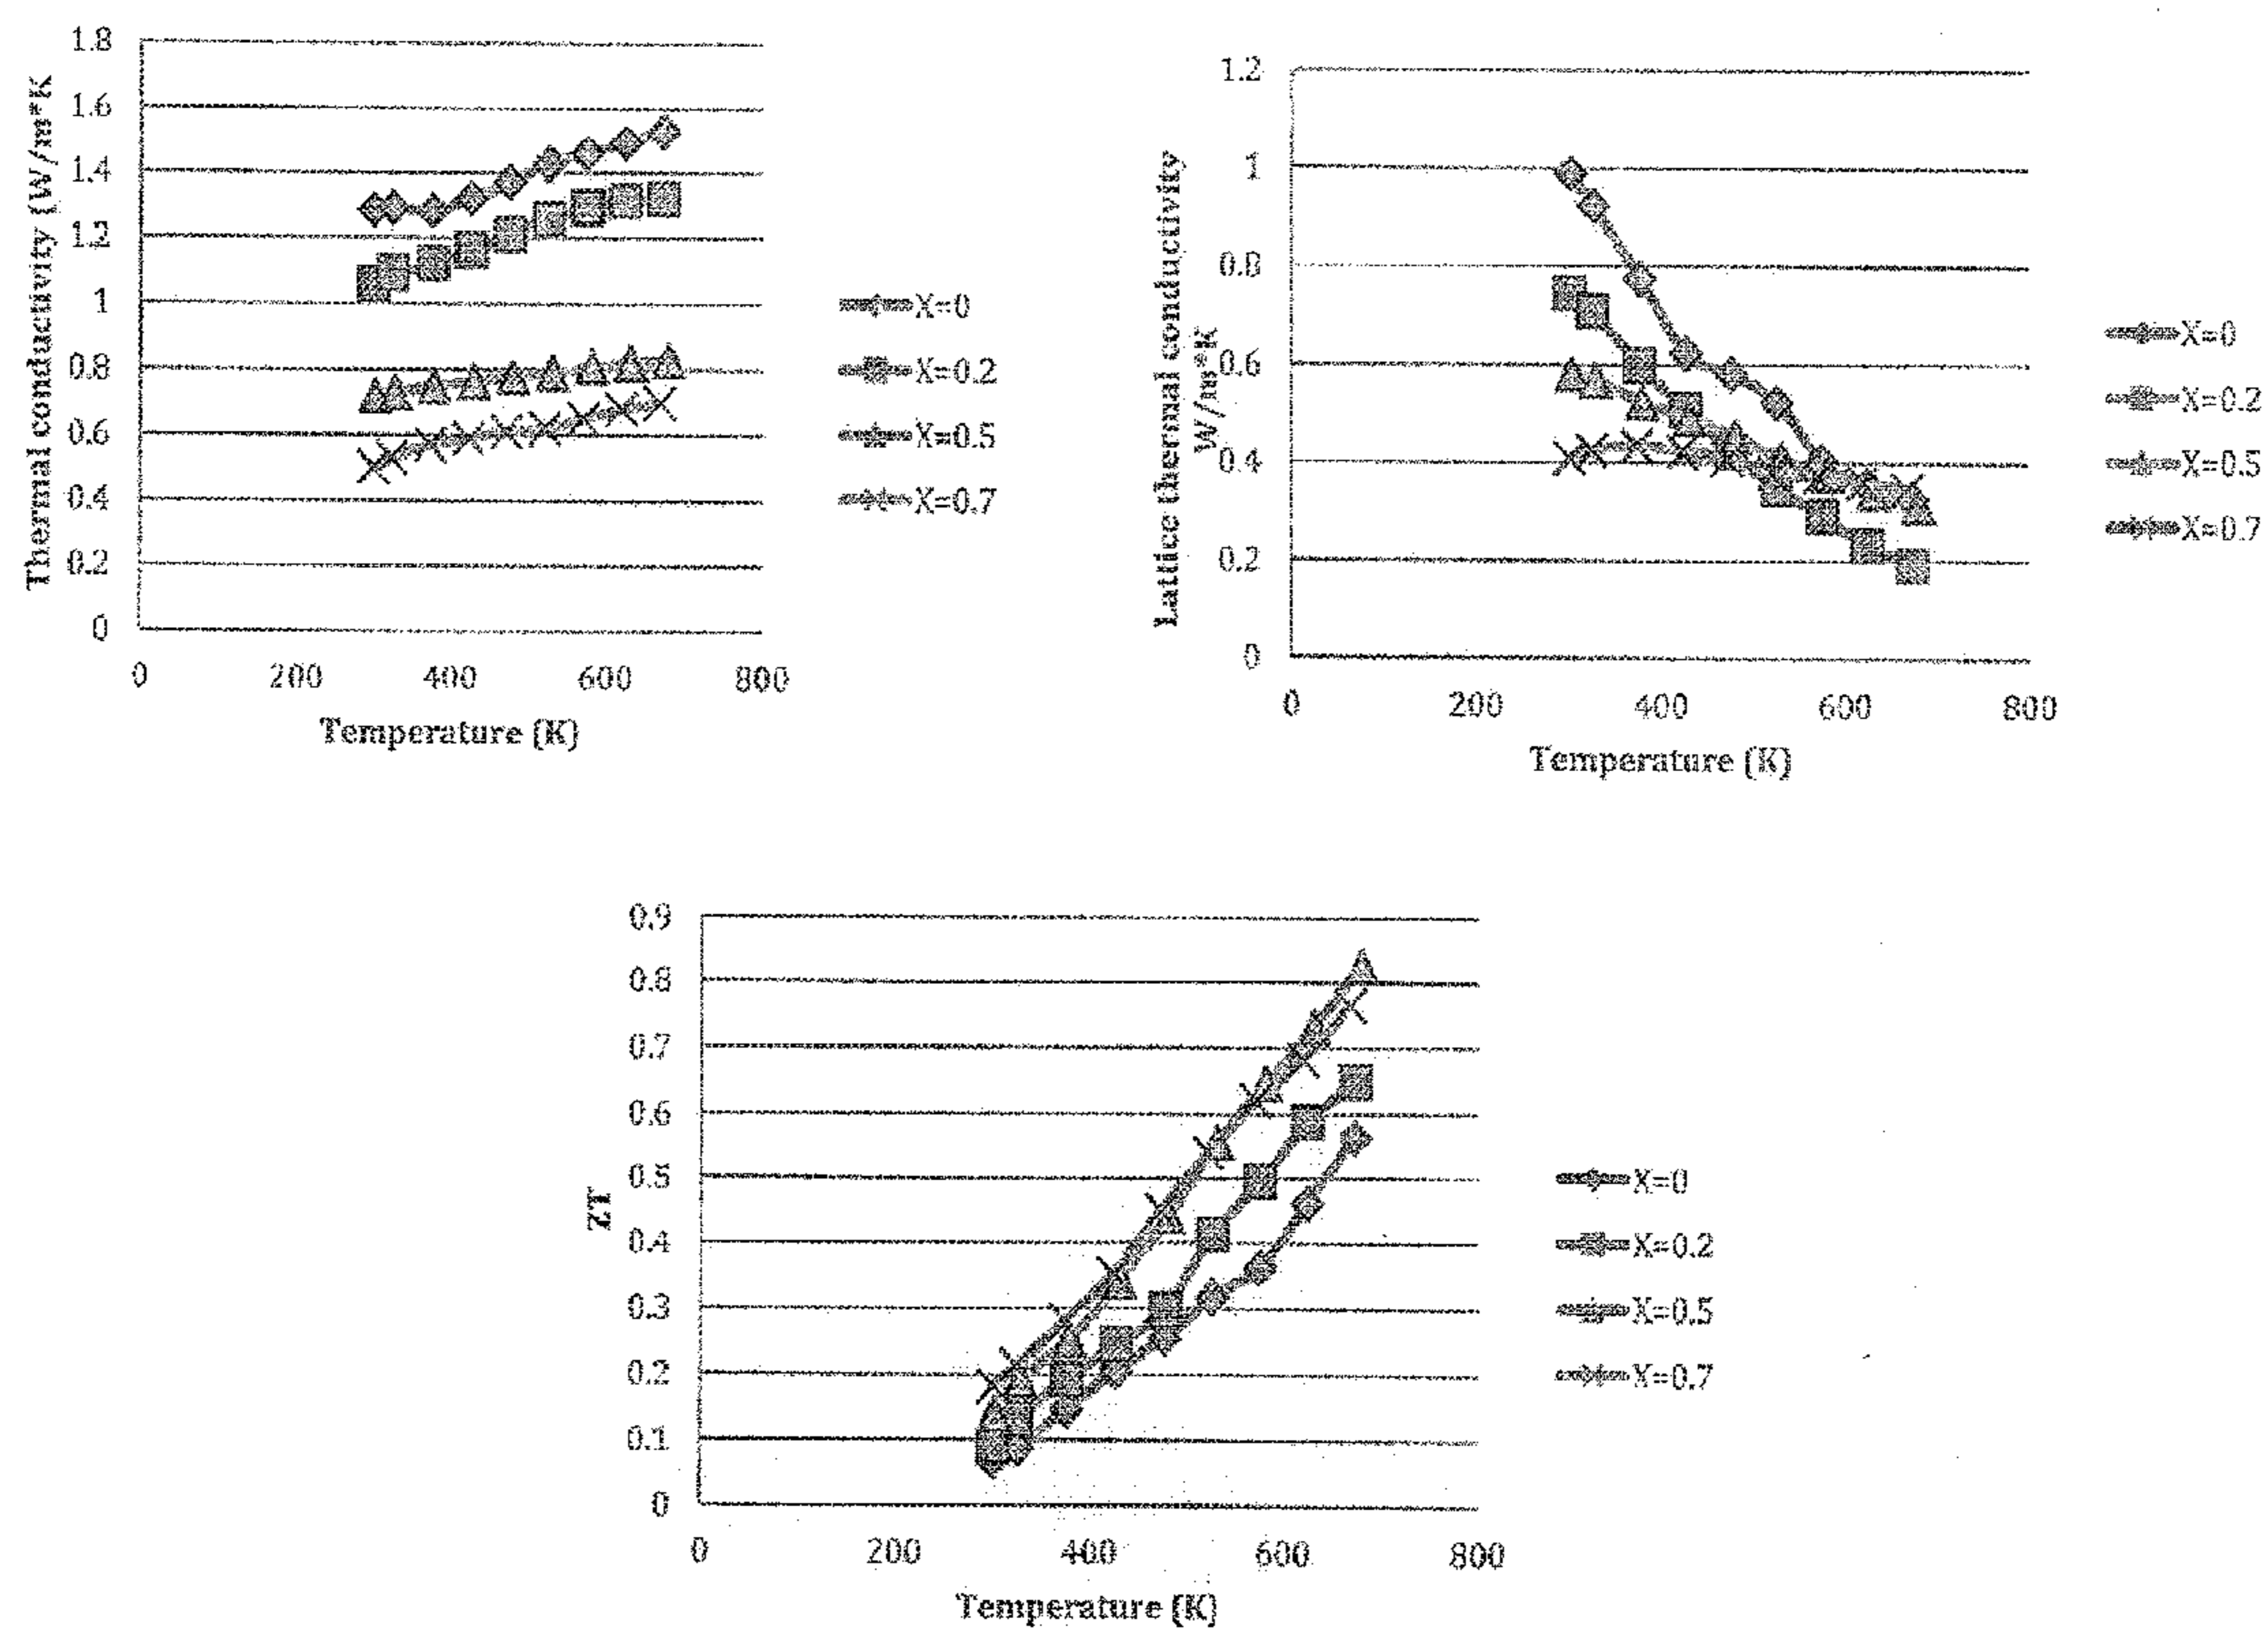 1.8
1.6
1.4
1.2
1
0.8
0.6
0.4
0.2
0
Thermal conductivity (W/m*K
0 200 400 600 800
Temperature (K)
X=0
X=0.2
X=0.5
X=0.7
1.2
1
0.8
0.6
0.4
0.2
0
Lattice thermal conductivity
W/m*K
0 200 400 600 800
Temperature (K)
X=0
X=0.2
X=0.5
X=0.7
0.9
0.8
0.7
0.6
0.5
0.4
0.3
0.2
0.1
0
ZT
0 200 400 600 800
Temperature (K)
X=0
X=0.2
X=0.5
X=0.7